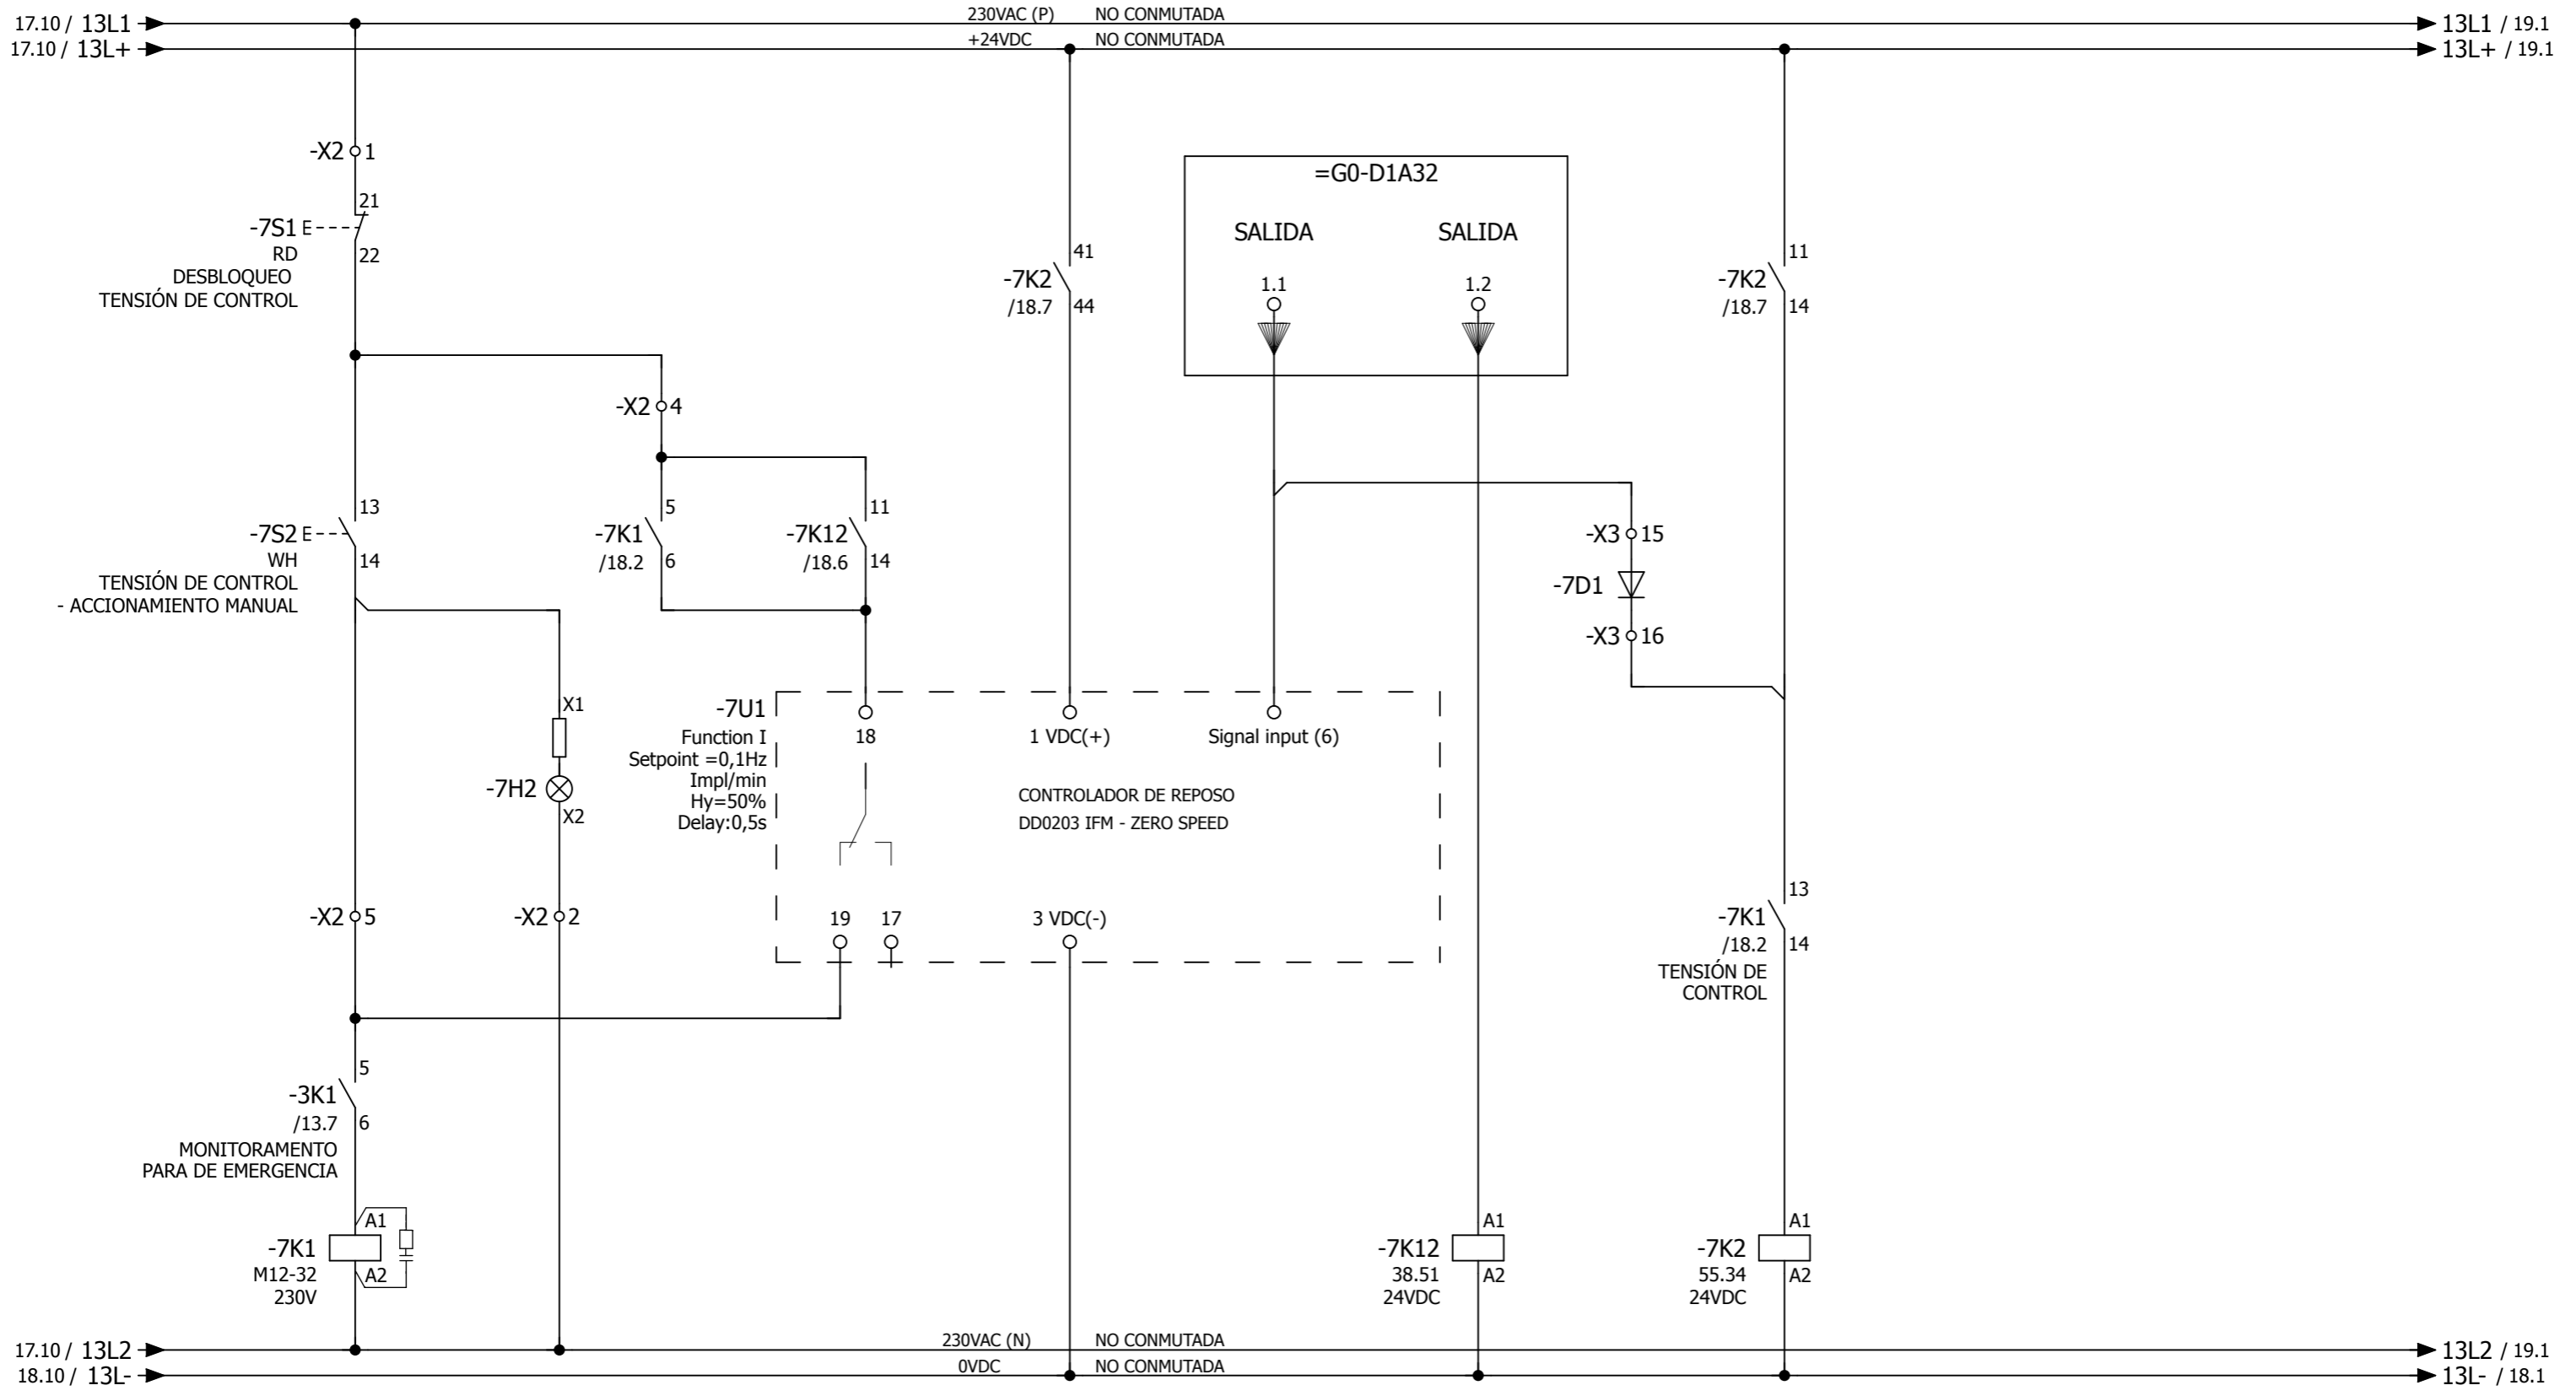 17.10 / 13L1
230VAC (P) NO CONMUTADA
13L1 / 19.1
17.10 / 13L+
+24VDC NO CONMUTADA
13L+ / 19.1
-X2 1
21
-7S1
RD
22
DESBLOQUEO
TENSIÓN DE CONTROL
-X2 4
13
-7S2
WH
14
TENSIÓN DE CONTROL
- ACCIONAMIENTO MANUAL
5
-7K1
/18.2
6
11
-7K12
/18.6
14
41
-7K2
/18.7
44
=G0-D1A32
SALIDA SALIDA
1.1 1.2
11
-7K2
/18.7
14
-X3 15
-7D1
-X3 16
X1
-7H2
X2
-7U1
Function I
Setpoint =0,1Hz
Impl/min
Hy=50%
Delay:0,5s
18
1 VDC(+)
Signal input (6)
CONTROLADOR DE REPOSO
DD0203 IFM - ZERO SPEED
19 17
3 VDC(-)
-X2 5
-X2 2
13
-7K1
/18.2
14
TENSIÓN DE
CONTROL
5
-3K1
/13.7
6
MONITORAMENTO
PARA DE EMERGENCIA
A1
-7K1
M12-32
A2
230V
A1
-7K12
38.51
A2
24VDC
A1
-7K2
55.34
A2
24VDC
17.10 / 13L2
230VAC (N) NO CONMUTADA
13L2 / 19.1
18.10 / 13L-
0VDC NO CONMUTADA
13L- / 18.1